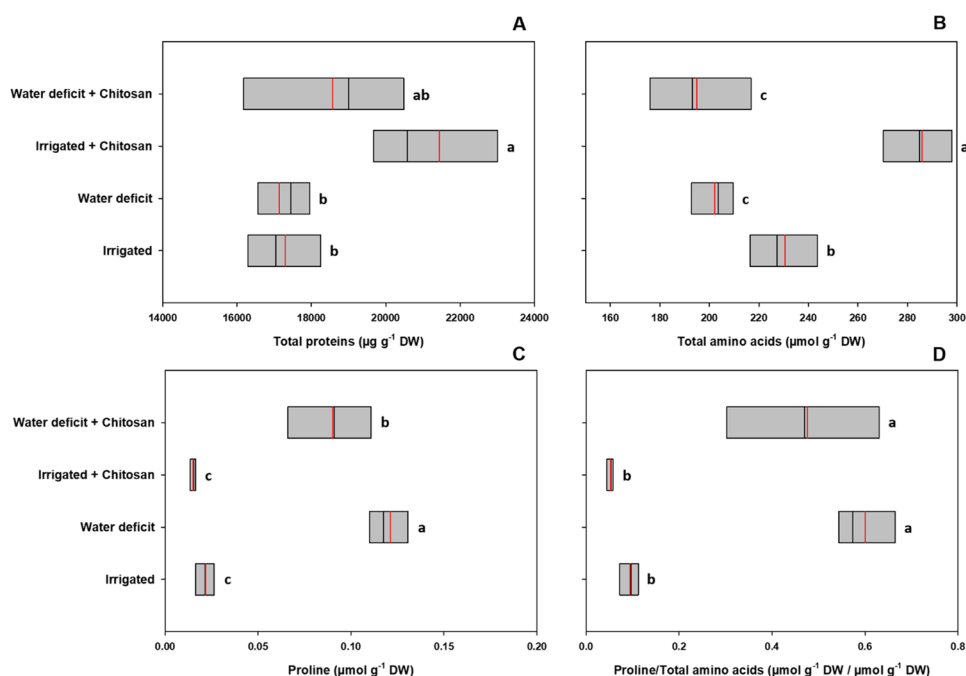 A
B
Water deficit + Chitosan
ab
c
Irrigated + Chitosan
a
a
Water deficit
b
c
Irrigated
b
b
14000 16000 18000 20000 22000 24000
160 180 200 220 240 260 280 300
Total proteins (µg g⁻¹ DW)
Total amino acids (µmol g⁻¹ DW)
C
D
Water deficit + Chitosan
b
a
Irrigated + Chitosan
c
b
Water deficit
a
a
Irrigated
c
b
0.00 0.05 0.10 0.15 0.20
0.0 0.2 0.4 0.6 0.8
Proline (µmol g⁻¹ DW)
Proline/Total amino acids (µmol g⁻¹ DW / µmol g⁻¹ DW)